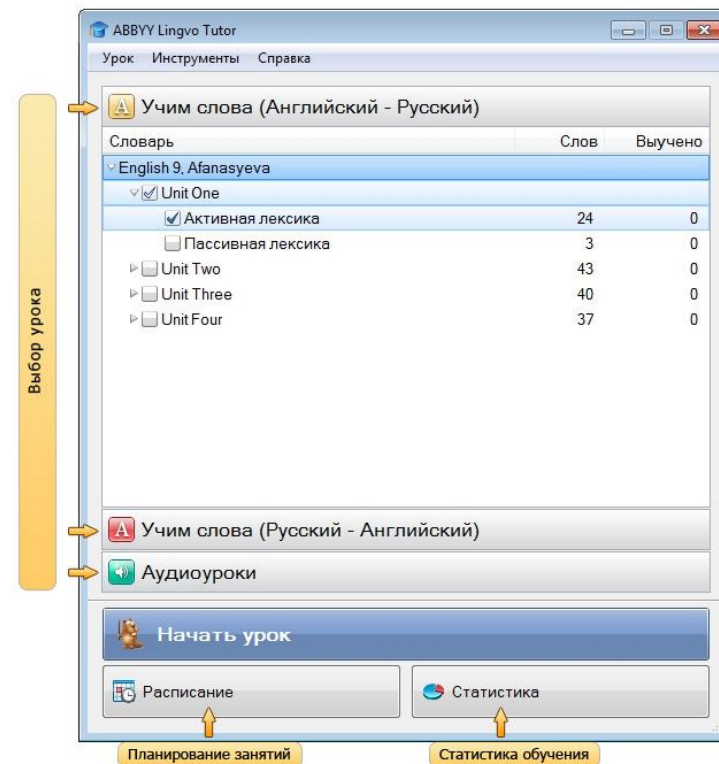 ABBYY Lingvo Tutor
Урок Инструменты Справка
Учим слова (Английский - Русский)
Словарь Слов Выучено
English 9, Afanasyeva
Unit One
Активная лексика 24 0
Пассивная лексика 3 0
Unit Two 43 0
Unit Three 40 0
Unit Four 37 0
Выбор урока
Учим слова (Русский - Английский)
Аудиоуроки
Начать урок
Расписание Статистика
Планирование занятий Статистика обучения